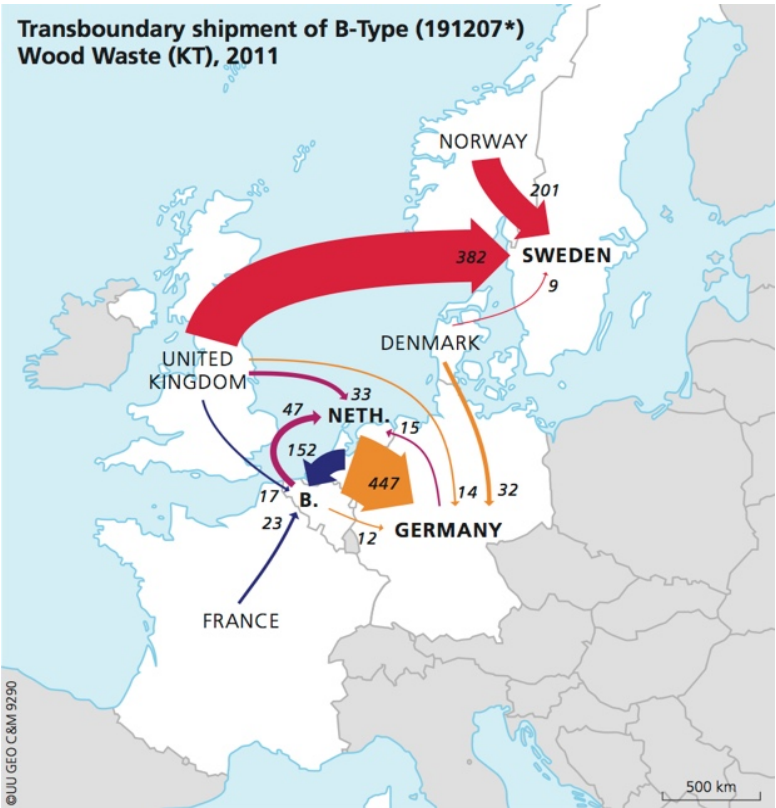 Transboundary shipment of B-Type (191207*)
Wood Waste (KT), 2011
NORWAY
201
382
SWEDEN
9
DENMARK
UNITED
KINGDOM
33
47
NETH.
15
152
447
14
32
17
B.
23
12
GERMANY
FRANCE
©UU GEO C&M 9290
500 km